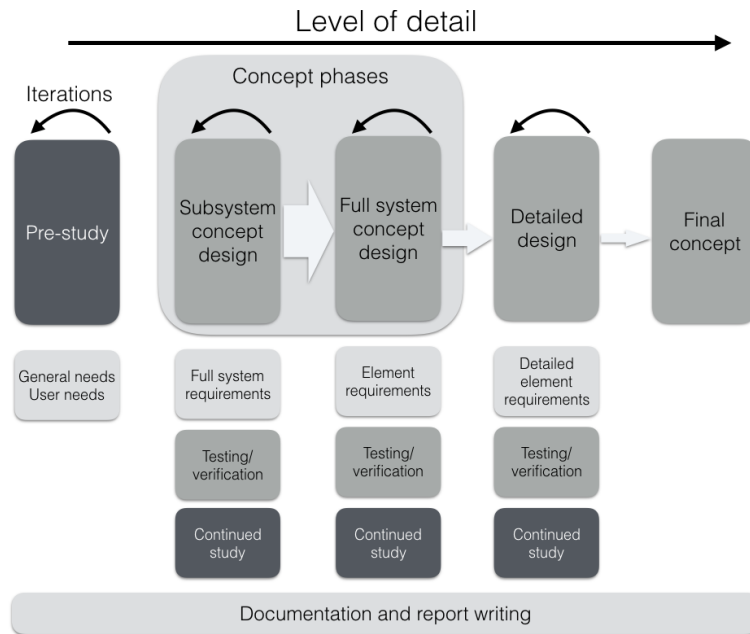 Level of detail
Concept phases
Iterations
Pre-study
Subsystem
concept
design
Full system
concept
design
Detailed
design
Final
concept
General needs
User needs
Full system
requirements
Element
requirements
Detailed
element
requirements
Testing/
verification
Testing/
verification
Testing/
verification
Continued
study
Continued
study
Continued
study
Documentation and report writing